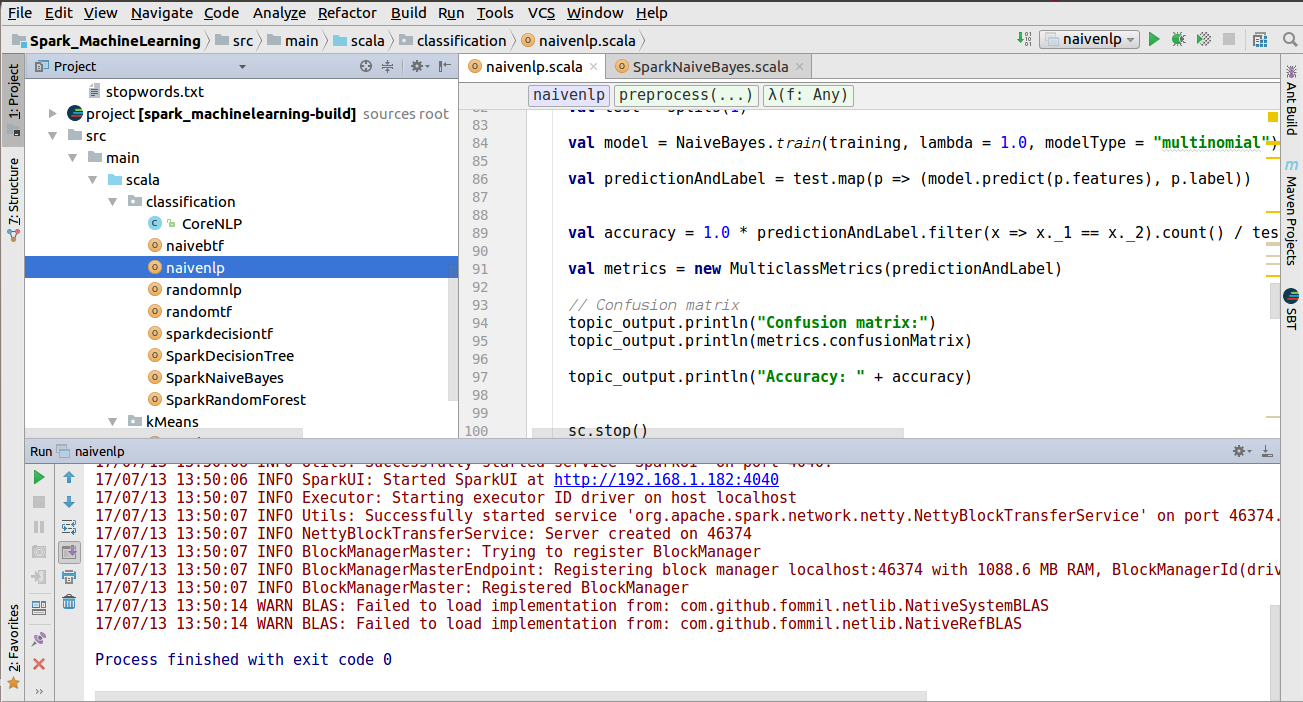 File Edit View Navigate Code Analyze Refactor Build Run Tools VCS Window Help
Spark_MachineLearning src main scala classification naivenlp.scala naivenlp
Project naivenlp.scala SparkNaiveBayes.scala
1: Project
7: Structure
2: Favorites
stopwords.txt
project [spark_machinelearning-build] sources root
src
main
scala
classification
CoreNLP
naivebtf
naivenlp
randomnlp
randomtf
sparkdecisiontf
SparkDecisionTree
SparkNaiveBayes
SparkRandomForest
kMeans
naivenlp preprocess(...) λ(f: Any)
82 val test = splits(1)
83
84 val model = NaiveBayes.train(training, lambda = 1.0, modelType = "multinomial")
85
86 val predictionAndLabel = test.map(p => (model.predict(p.features), p.label))
87
88
89 val accuracy = 1.0 * predictionAndLabel.filter(x => x._1 == x._2).count() / tes
90
91 val metrics = new MulticlassMetrics(predictionAndLabel)
92
93 // Confusion matrix
94 topic_output.println("Confusion matrix:")
95 topic_output.println(metrics.confusionMatrix)
96
97 topic_output.println("Accuracy: " + accuracy)
98
99
100 sc.stop()
Ant Build
Maven Projects
SBT
Run naivenlp
17/07/13 13:50:06 INFO Utils: Successfully started service 'SparkUI' on port 4040.
17/07/13 13:50:06 INFO SparkUI: Started SparkUI at http://192.168.1.182:4040
17/07/13 13:50:07 INFO Executor: Starting executor ID driver on host localhost
17/07/13 13:50:07 INFO Utils: Successfully started service 'org.apache.spark.network.netty.NettyBlockTransferService' on port 46374.
17/07/13 13:50:07 INFO NettyBlockTransferService: Server created on 46374
17/07/13 13:50:07 INFO BlockManagerMaster: Trying to register BlockManager
17/07/13 13:50:07 INFO BlockManagerMasterEndpoint: Registering block manager localhost:46374 with 1088.6 MB RAM, BlockManagerId(driv
17/07/13 13:50:07 INFO BlockManagerMaster: Registered BlockManager
17/07/13 13:50:14 WARN BLAS: Failed to load implementation from: com.github.fommil.netlib.NativeSystemBLAS
17/07/13 13:50:14 WARN BLAS: Failed to load implementation from: com.github.fommil.netlib.NativeRefBLAS
Process finished with exit code 0